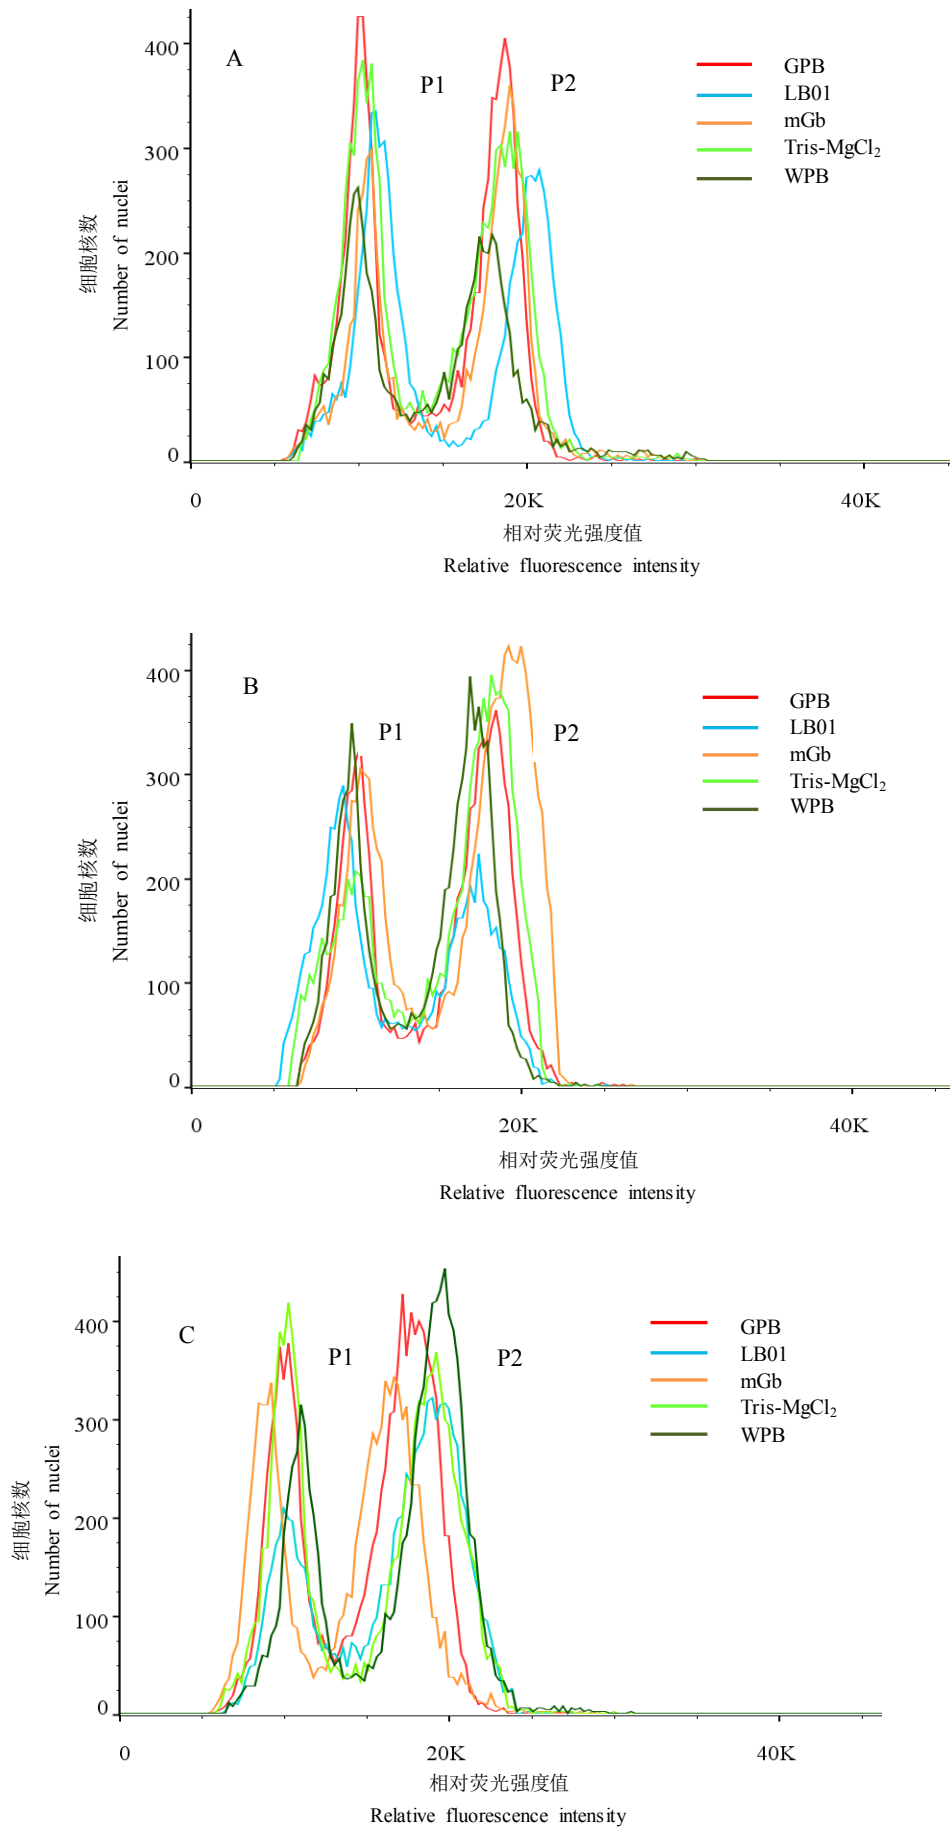 A
P1
P2
GPB
LB01
mGb
Tris-MgCl₂
WPB
400
300
200
100
0
细胞核数
Number of nuclei
0
20K
40K
相对荧光强度值
Relative fluorescence intensity
B
P1
P2
GPB
LB01
mGb
Tris-MgCl₂
WPB
400
300
200
100
0
细胞核数
Number of nuclei
0
20K
40K
相对荧光强度值
Relative fluorescence intensity
C
P1
P2
GPB
LB01
mGb
Tris-MgCl₂
WPB
400
300
200
100
0
细胞核数
Number of nuclei
0
20K
40K
相对荧光强度值
Relative fluorescence intensity